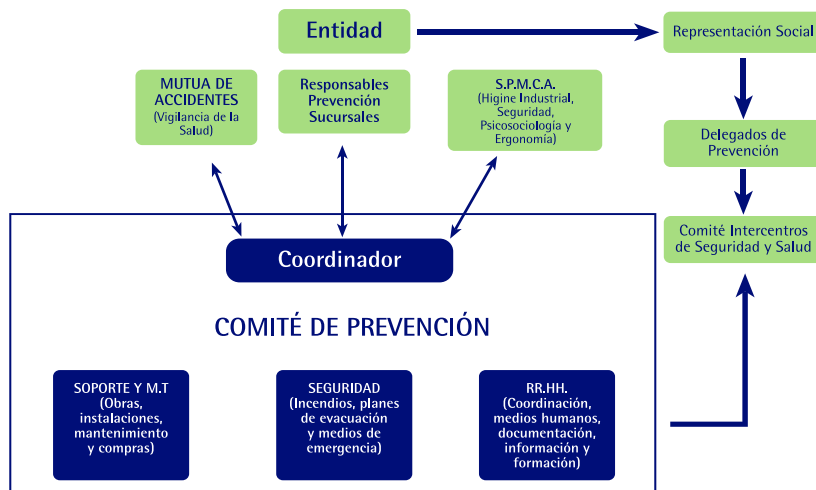 Entidad
Representación Social
MUTUA DE
ACCIDENTES
(Vigilancia de la
Salud)
Responsables
Prevención
Sucursales
S.P.M.C.A.
(Higine Industrial,
Seguridad,
Psicosociología y
Ergonomía)
Delegados de
Prevención
Comité Intercentros
de Seguridad y Salud
Coordinador
COMITÉ DE PREVENCIÓN
SOPORTE Y M.T
(Obras,
instalaciones,
mantenimiento
y compras)
SEGURIDAD
(Incendios, planes
de evacuación
y medios de
emergencia)
RR.HH.
(Coordinación,
medios humanos,
documentación,
información y
formación)